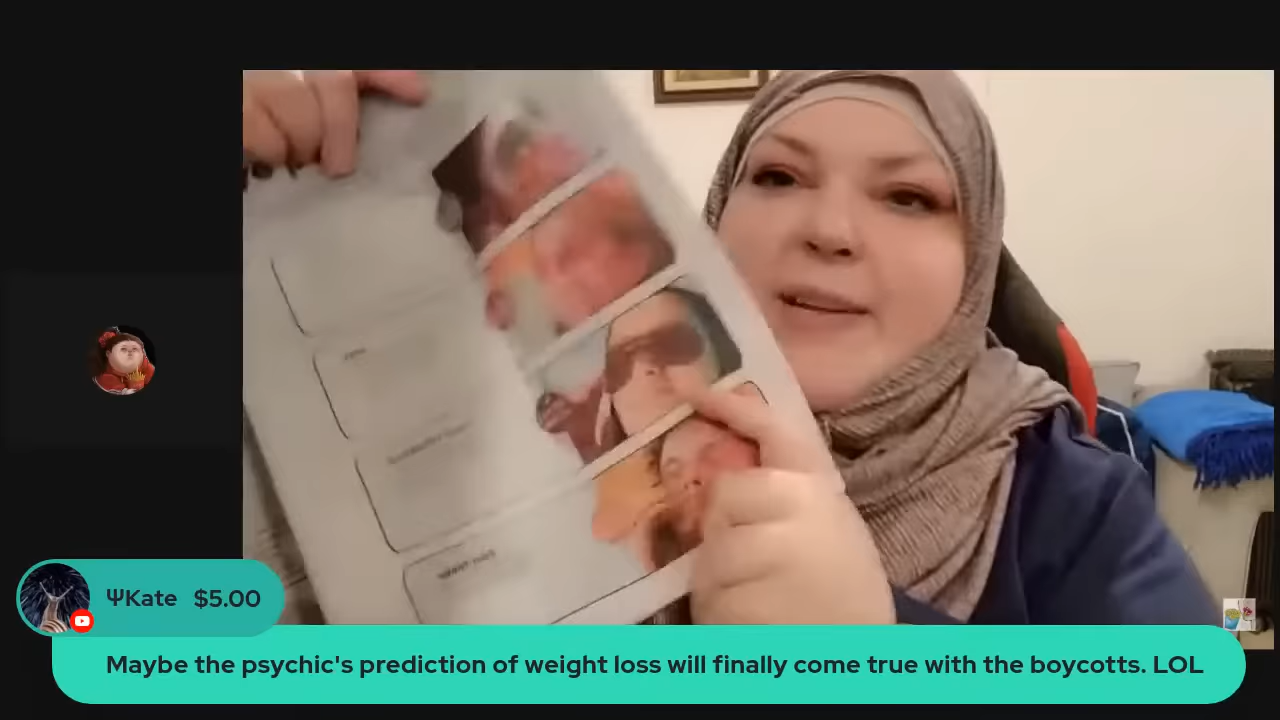 ΨKate $5.00
Maybe the psychic's prediction of weight loss will finally come true with the boycotts. LOL